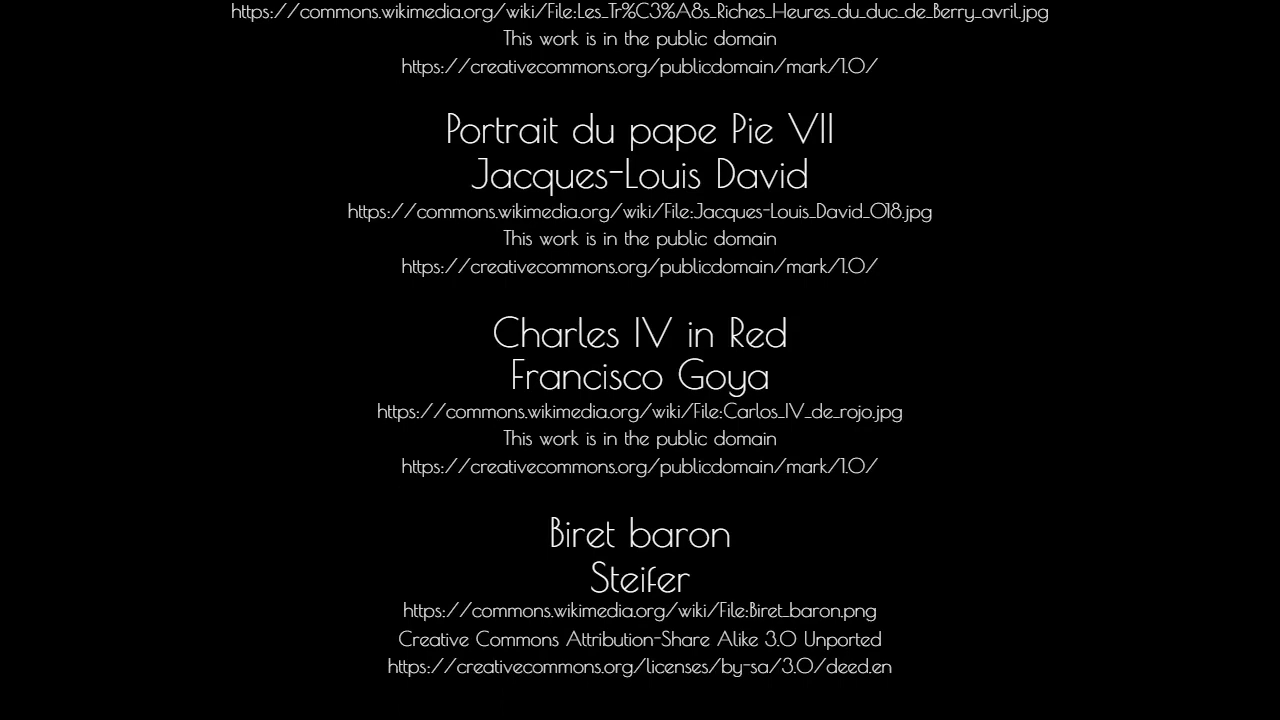 https://commons.wikimedia.org/wiki/File:Les_Tr%C3%A8s_Riches_Heures_du_duc_de_Berry_avril.jpg
This work is in the public domain
https://creativecommons.org/publicdomain/mark/1.0/
Portrait du pape Pie VII
Jacques-Louis David
https://commons.wikimedia.org/wiki/File:Jacques-Louis_David_018.jpg
This work is in the public domain
https://creativecommons.org/publicdomain/mark/1.0/
Charles IV in Red
Francisco Goya
https://commons.wikimedia.org/wiki/File:Carlos_IV_de_rojo.jpg
This work is in the public domain
https://creativecommons.org/publicdomain/mark/1.0/
Biret baron
Steifer
https://commons.wikimedia.org/wiki/File:Biret_baron.png
Creative Commons Attribution-Share Alike 3.0 Unported
https://creativecommons.org/licenses/by-sa/3.0/deed.en